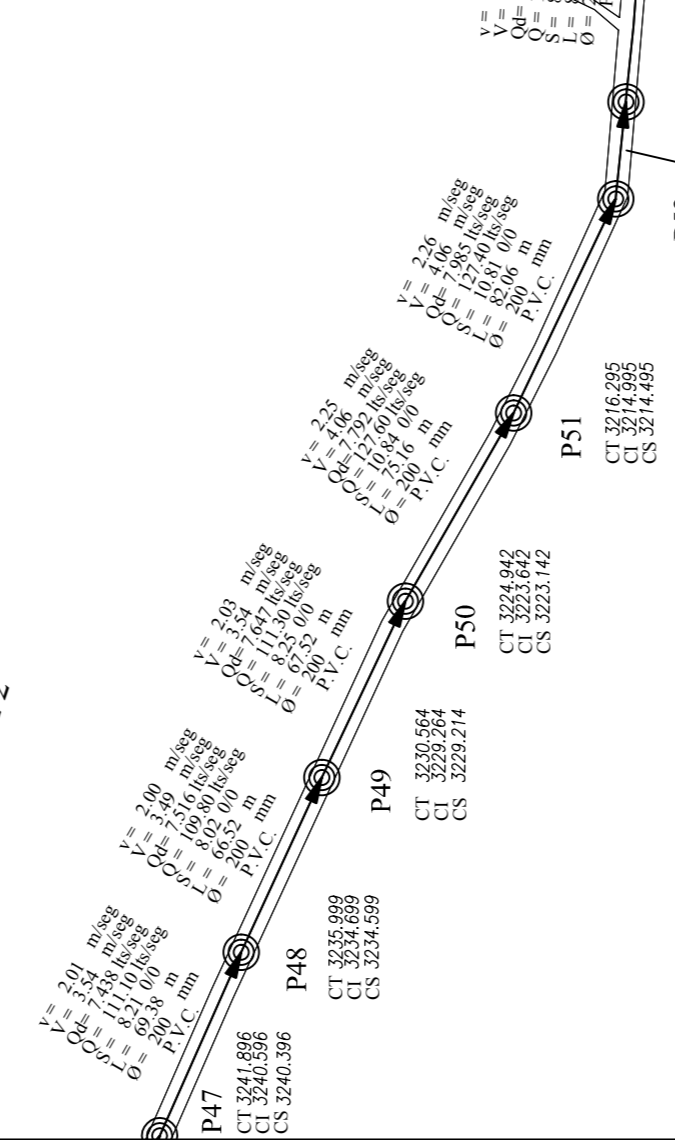 v =
V =
Qd=
Q =
S =
L =
Ø =
v = 2.26 m/seg
V = 4.06 m/seg
Qd= 7.985 lts/seg
Q = 127.40 lts/seg
S = 10.81 0/0
L = 82.06 m
Ø = 200 mm
P.V.C.
v = 2.25 m/seg
V = 4.06 m/seg
Qd= 7.792 lts/seg
Q = 127.60 lts/seg
S = 10.84 0/0
L = 75.16 m
Ø = 200 mm
P.V.C.
P51
CT 3216.295
CI 3214.995
CS 3214.495
v = 2.03 m/seg
V = 3.54 m/seg
Qd= 7.647 lts/seg
Q = 111.30 lts/seg
S = 8.25 0/0
L = 67.52 m
Ø = 200 mm
P.V.C.
P50
CT 3224.942
CI 3223.642
CS 3223.142
v = 2.00 m/seg
V = 3.49 m/seg
Qd= 7.516 lts/seg
Q = 109.80 lts/seg
S = 8.02 0/0
L = 66.52 m
Ø = 200 mm
P.V.C.
P49
CT 3230.564
CI 3229.264
CS 3229.214
v = 2.01 m/seg
V = 3.54 m/seg
Qd= 7.438 lts/seg
Q = 111.10 lts/seg
S = 8.21 0/0
L = 69.38 m
Ø = 200 mm
P.V.C.
P48
CT 3235.999
CI 3234.699
CS 3234.599
P47
CT 3241.896
CI 3240.596
CS 3240.396